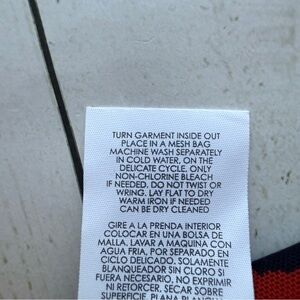 TURN GARMENT INSIDE OUT
PLACE IN A MESH BAG
MACHINE WASH SEPARATELY
IN COLD WATER, ON THE
DELICATE CYCLE. ONLY
NON-CHLORINE BLEACH
IF NEEDED. DO NOT TWIST OR
WRING. LAY FLAT TO DRY
WARM IRON IF NEEDED
CAN BE DRY CLEANED
GIRE A LA PRENDA INTERIOR
COLOCAR EN UNA BOLSA DE
MALLA. LAVAR A MAQUINA CON
AGUA FRIA, POR SEPARADO EN
CICLO DELICADO. SOLAMENTE
BLANQUEADOR SIN CLORO SI
FUERA NECESARIO, NO EXPRIMIR
NI RETORCER. SECAR SOBRE
SUPERFICIE PLANA